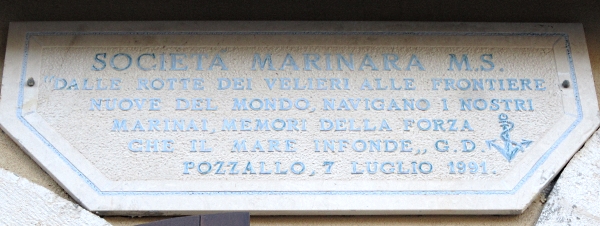 SOCIETÀ MARINARA M.S.
"DALLE ROTTE DEI VELIERI ALLE FRONTIERE
NUOVE DEL MONDO, NAVIGANO I NOSTRI
MARINAI, MEMORI DELLA FORZA
CHE IL MARE INFONDE,, G.D.
POZZALLO, 7 LUGLIO 1991.